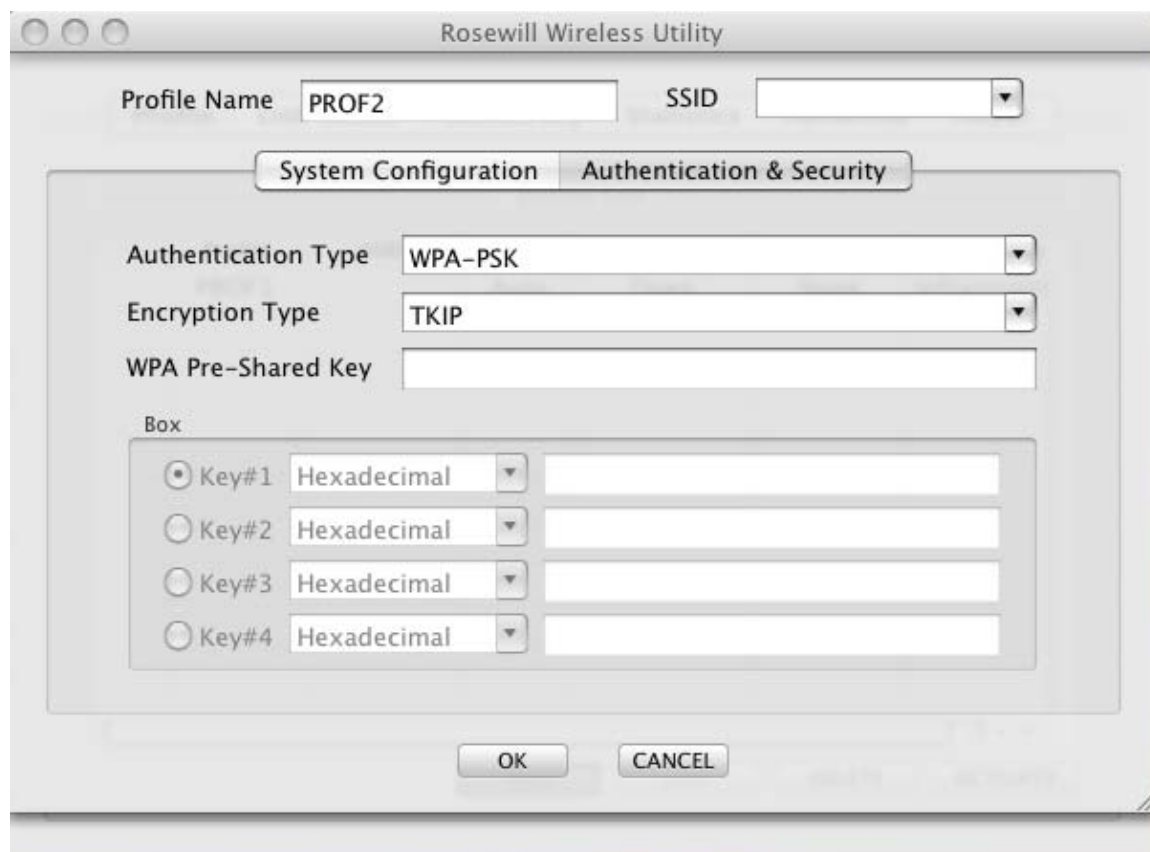 Rosewill Wireless Utility
Profile Name PROF2 SSID
System Configuration Authentication & Security
Authentication Type WPA-PSK
Encryption Type TKIP
WPA Pre-Shared Key
Box
Key#1 Hexadecimal
Key#2 Hexadecimal
Key#3 Hexadecimal
Key#4 Hexadecimal
OK CANCEL